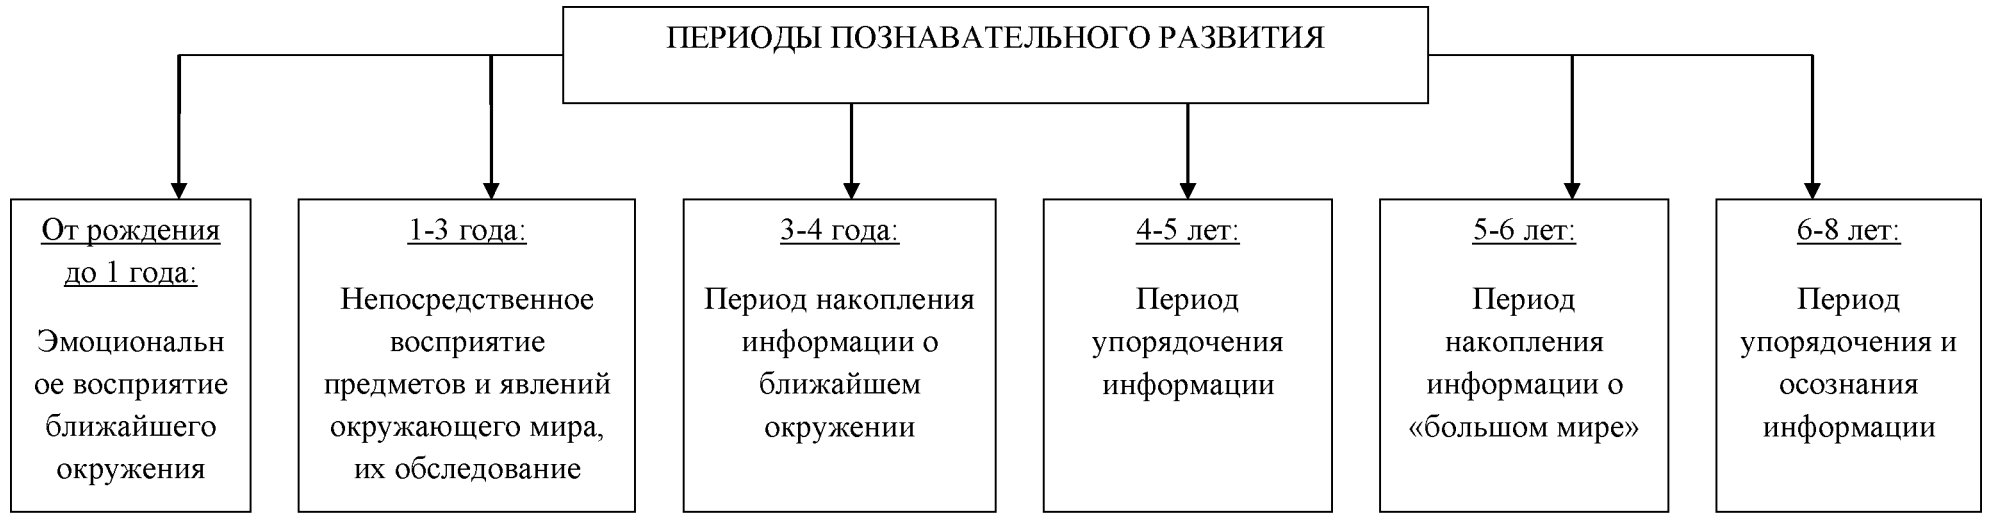 ПЕРИОДЫ ПОЗНАВАТЕЛЬНОГО РАЗВИТИЯ
От рождения
до 1 года:
Эмоциональн
ое восприятие
ближайшего
окружения
1-3 года:
Непосредственное
восприятие
предметов и явлений
окружающего мира,
их обследование
3-4 года:
Период накопления
информации о
ближайшем
окружении
4-5 лет:
Период
упорядочения
информации
5-6 лет:
Период
накопления
информации о
«большом мире»
6-8 лет:
Период
упорядочения и
осознания
информации